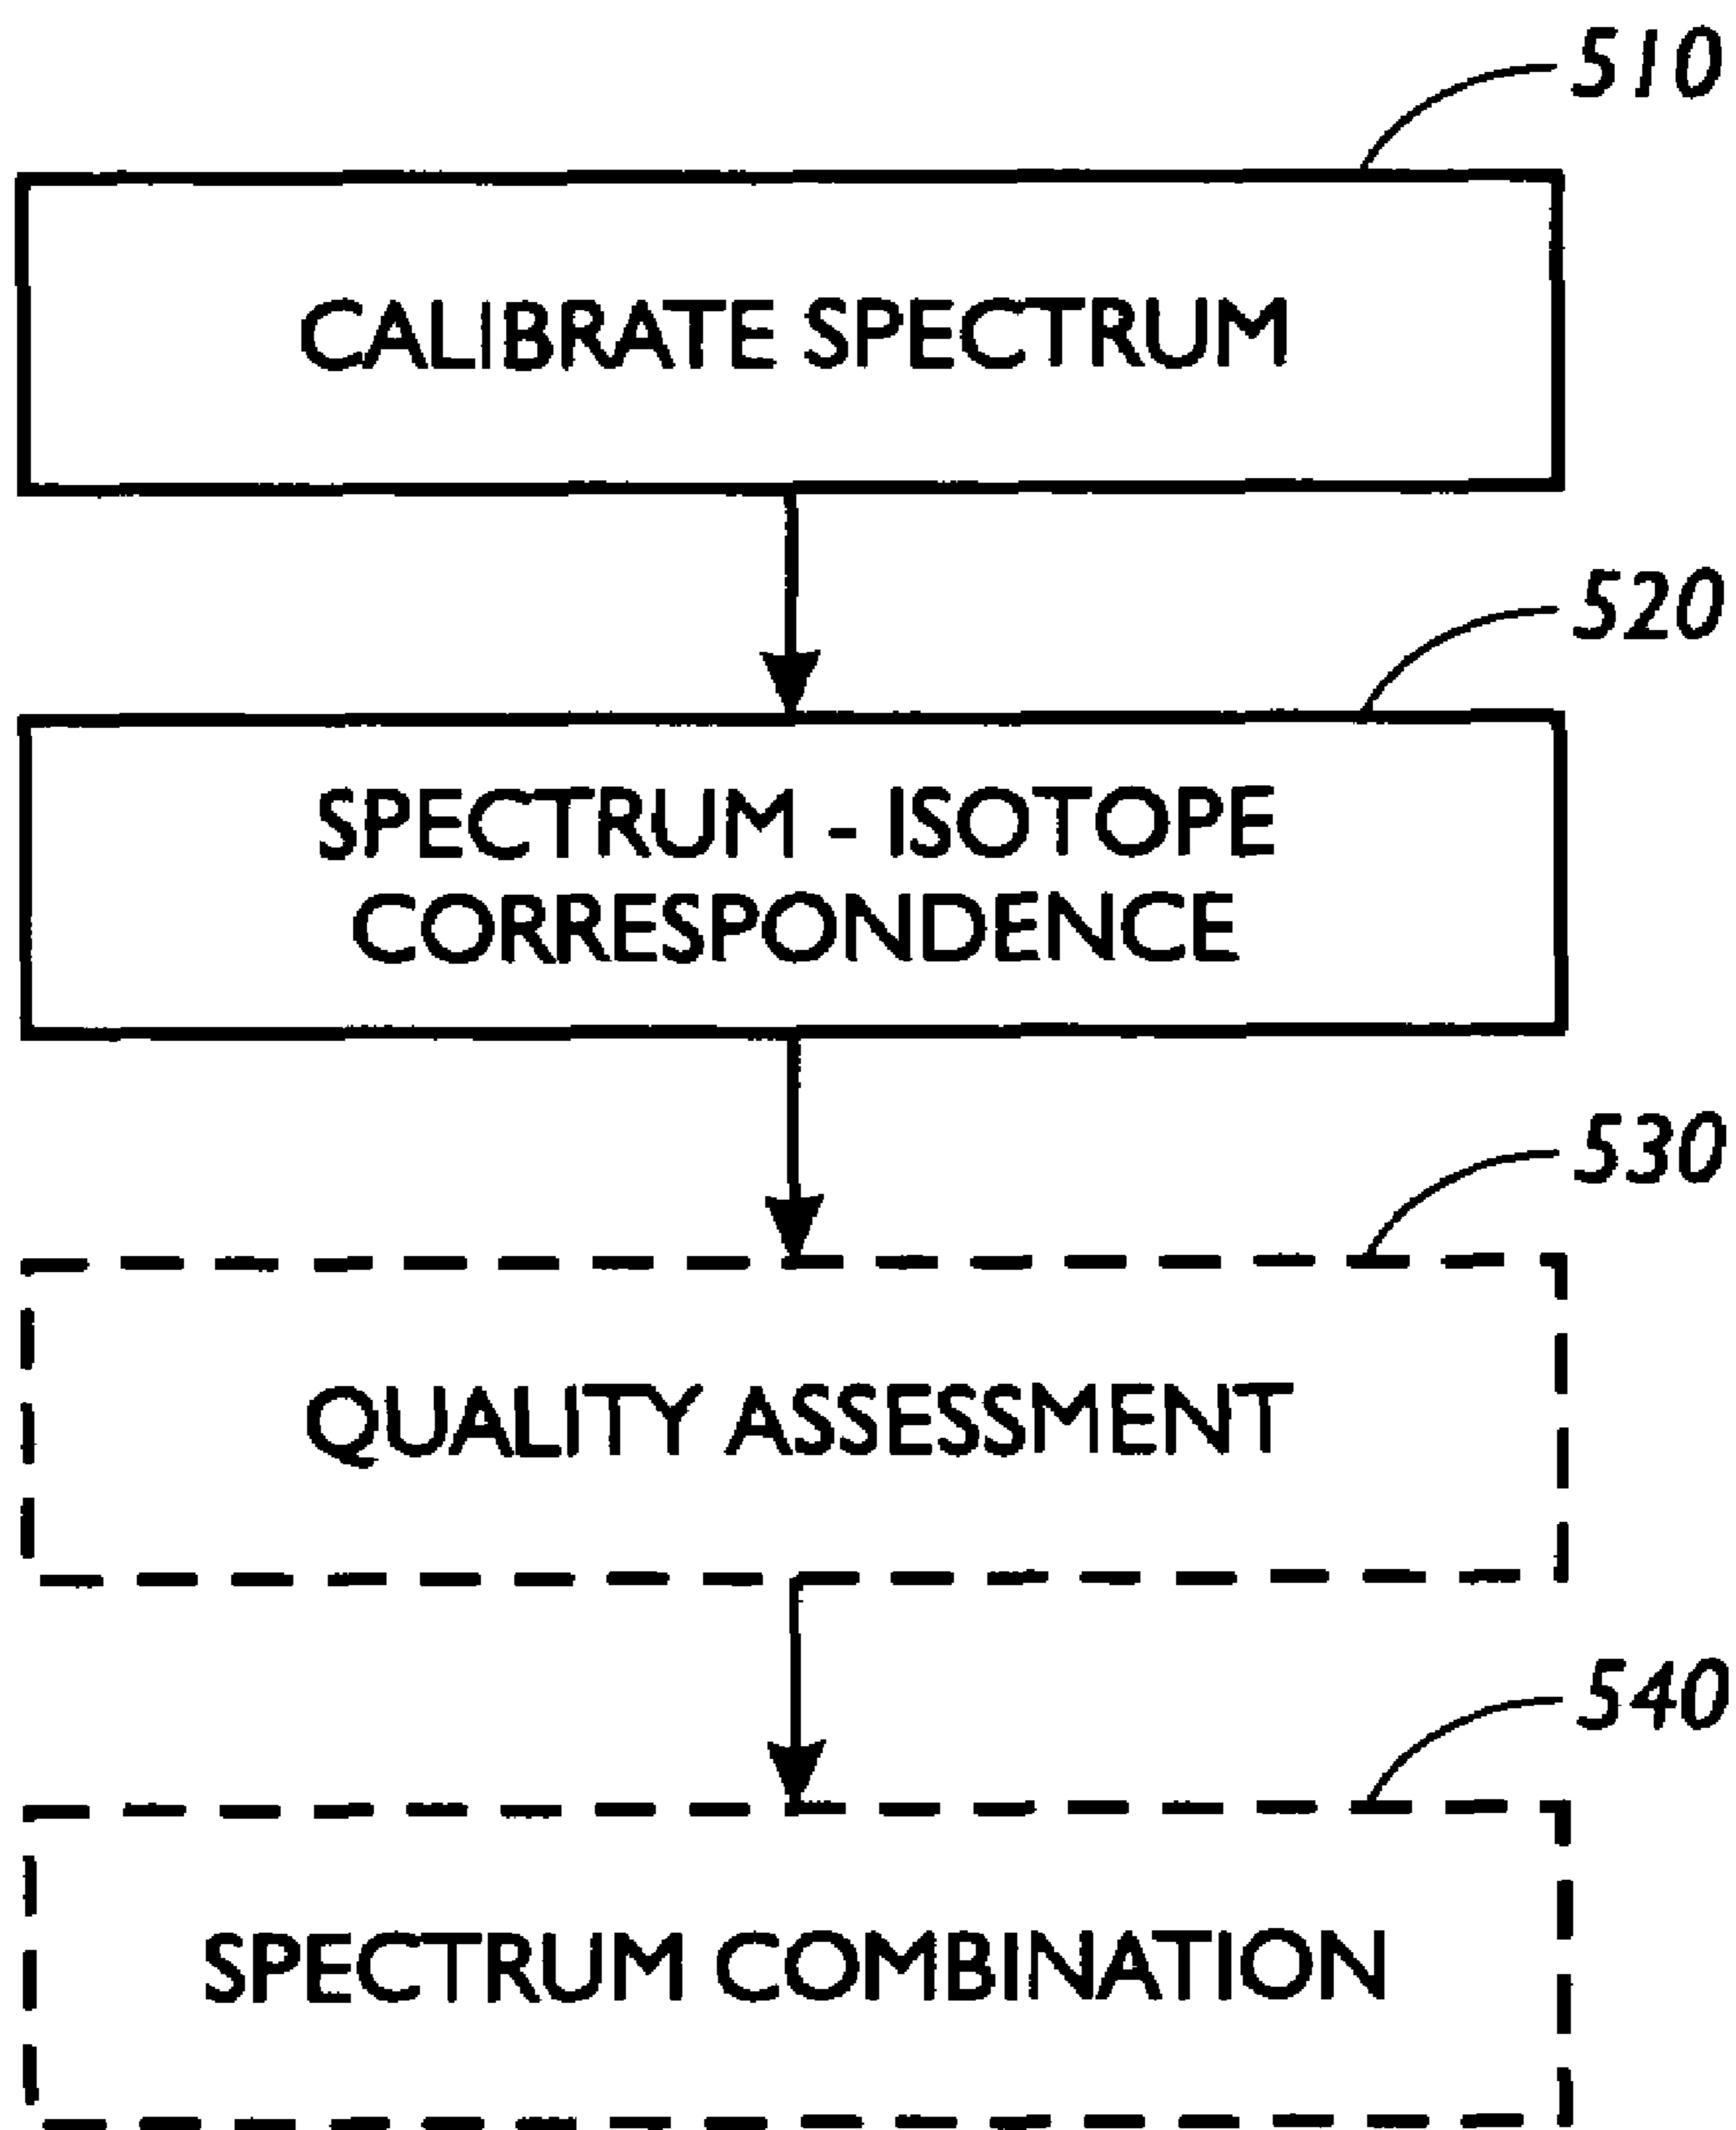 510
CALIBRATE SPECTRUM
520
SPECTRUM - ISOTOPE
CORRESPONDENCE
530
QUALITY ASSESSMENT
540
SPECTRUM COMBINATION